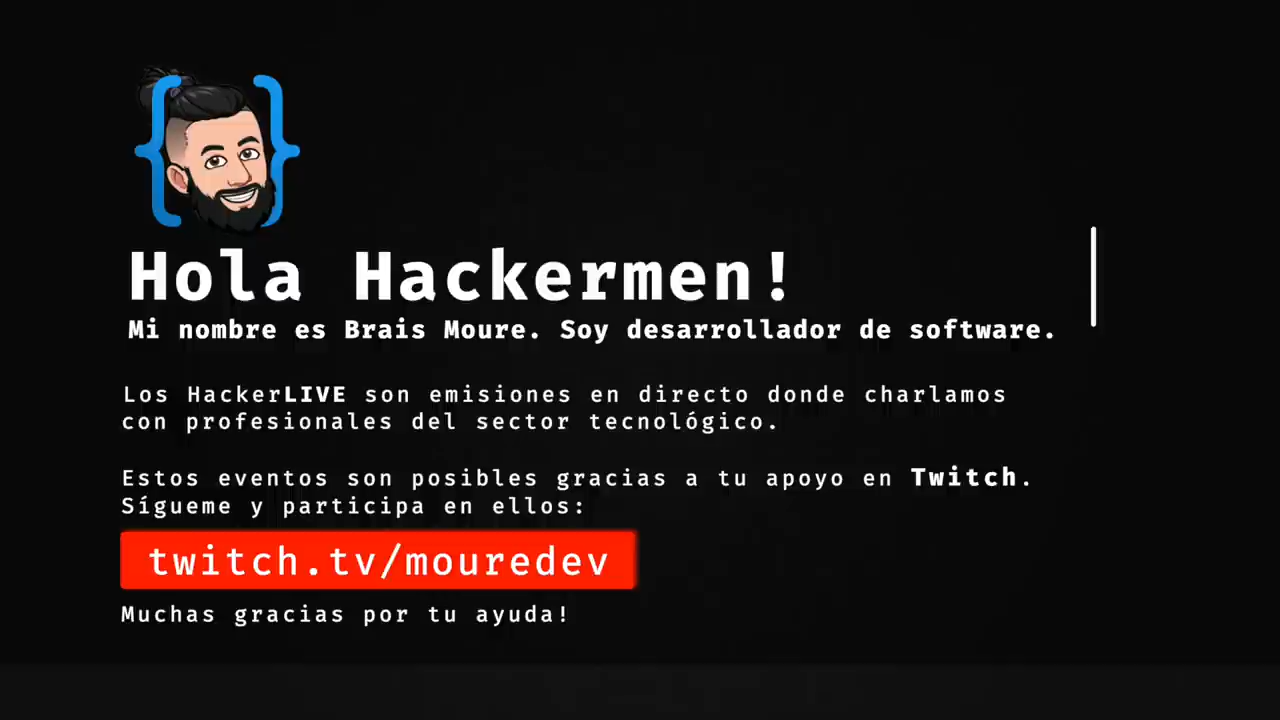 Hola Hackermen!
Mi nombre es Brais Moure. Soy desarrollador de software.
Los HackerLIVE son emisiones en directo donde charlamos
con profesionales del sector tecnológico.
Estos eventos son posibles gracias a tu apoyo en Twitch.
Sígueme y participa en ellos:
twitch.tv/mouredev
Muchas gracias por tu ayuda!